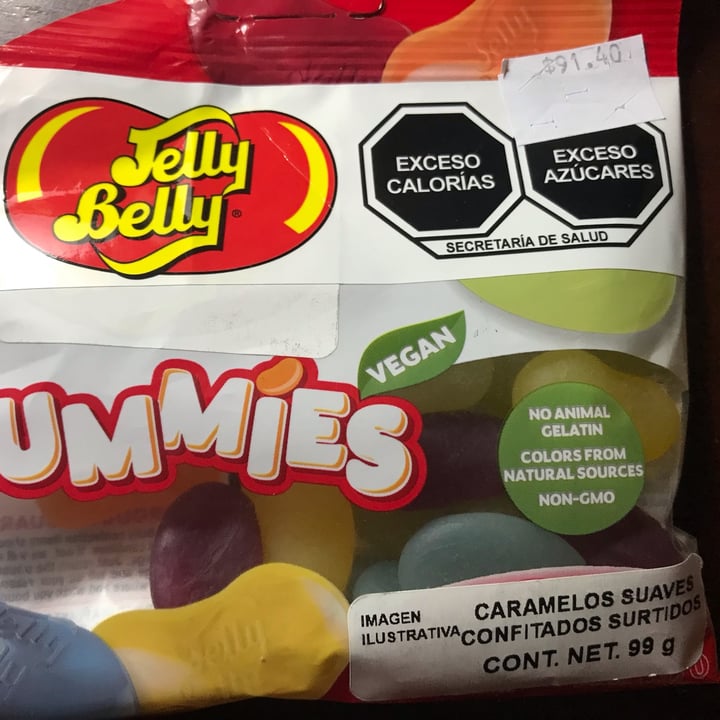 $91.40
Jelly
Belly®
EXCESO
CALORÍAS
EXCESO
AZÚCARES
SECRETARÍA DE SALUD
VEGAN
UMMiES
NO ANIMAL
GELATIN
COLORS FROM
NATURAL SOURCES
NON-GMO
Jelly
IMAGEN
ILUSTRATIVA
CARAMELOS SUAVES
CONFITADOS SURTIDOS
CONT. NET. 99 g